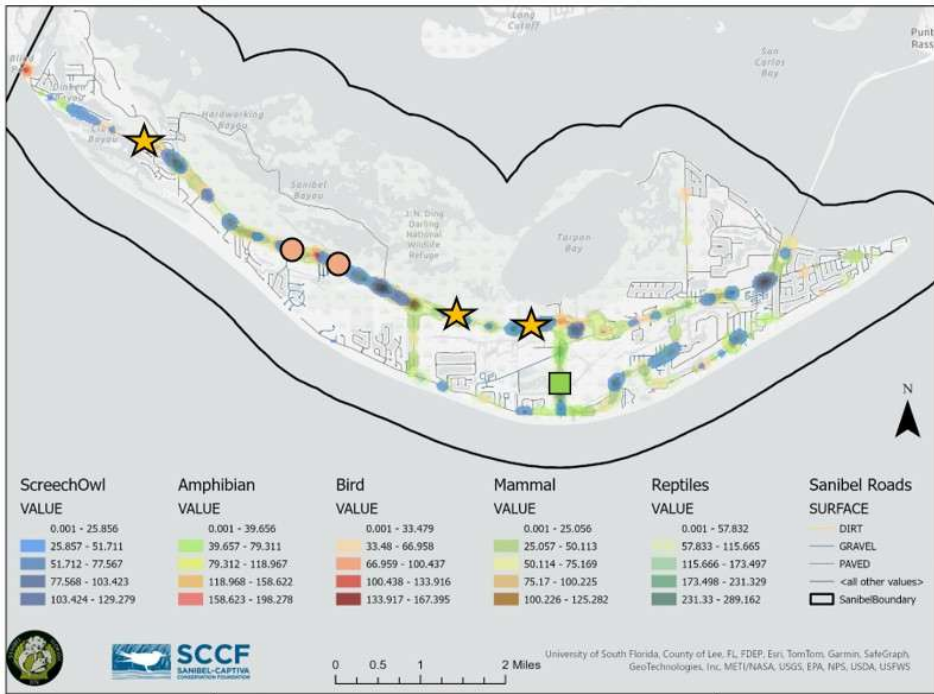 Long
Cutoff
Punt
Rass
San
Carlos
Bay
Blind
Pass
Dinken
Bayou
Clam
Bayou
Hardworking
Bayou
Sanibel
Bayou
J. N. Ding
Darling
National
Wildlife
Refuge
Tarpon
Bay
N
ScreechOwl
VALUE
0.001 - 25.856
25.857 - 51.711
51.712 - 77.567
77.568 - 103.423
103.424 - 129.279
Amphibian
VALUE
0.001 - 39.656
39.657 - 79.311
79.312 - 118.967
118.968 - 158.622
158.623 - 198.278
Bird
VALUE
0.001 - 33.479
33.48 - 66.958
66.959 - 100.437
100.438 - 133.916
133.917 - 167.395
Mammal
VALUE
0.001 - 25.056
25.057 - 50.113
50.114 - 75.169
75.17 - 100.225
100.226 - 125.282
Reptiles
VALUE
0.001 - 57.832
57.833 - 115.665
115.666 - 173.497
173.498 - 231.329
231.33 - 289.162
Sanibel Roads
SURFACE
DIRT
GRAVEL
PAVED
<all other values>
SanibelBoundary
SCCF
SANIBEL-CAPTIVA
CONSERVATION FOUNDATION
0 0.5 1 2 Miles
University of South Florida, County of Lee, FL, FDEP, Esri, TomTom, Garmin, SafeGraph,
GeoTechnologies, Inc, METI/NASA, USGS, EPA, NPS, USDA, USFWS